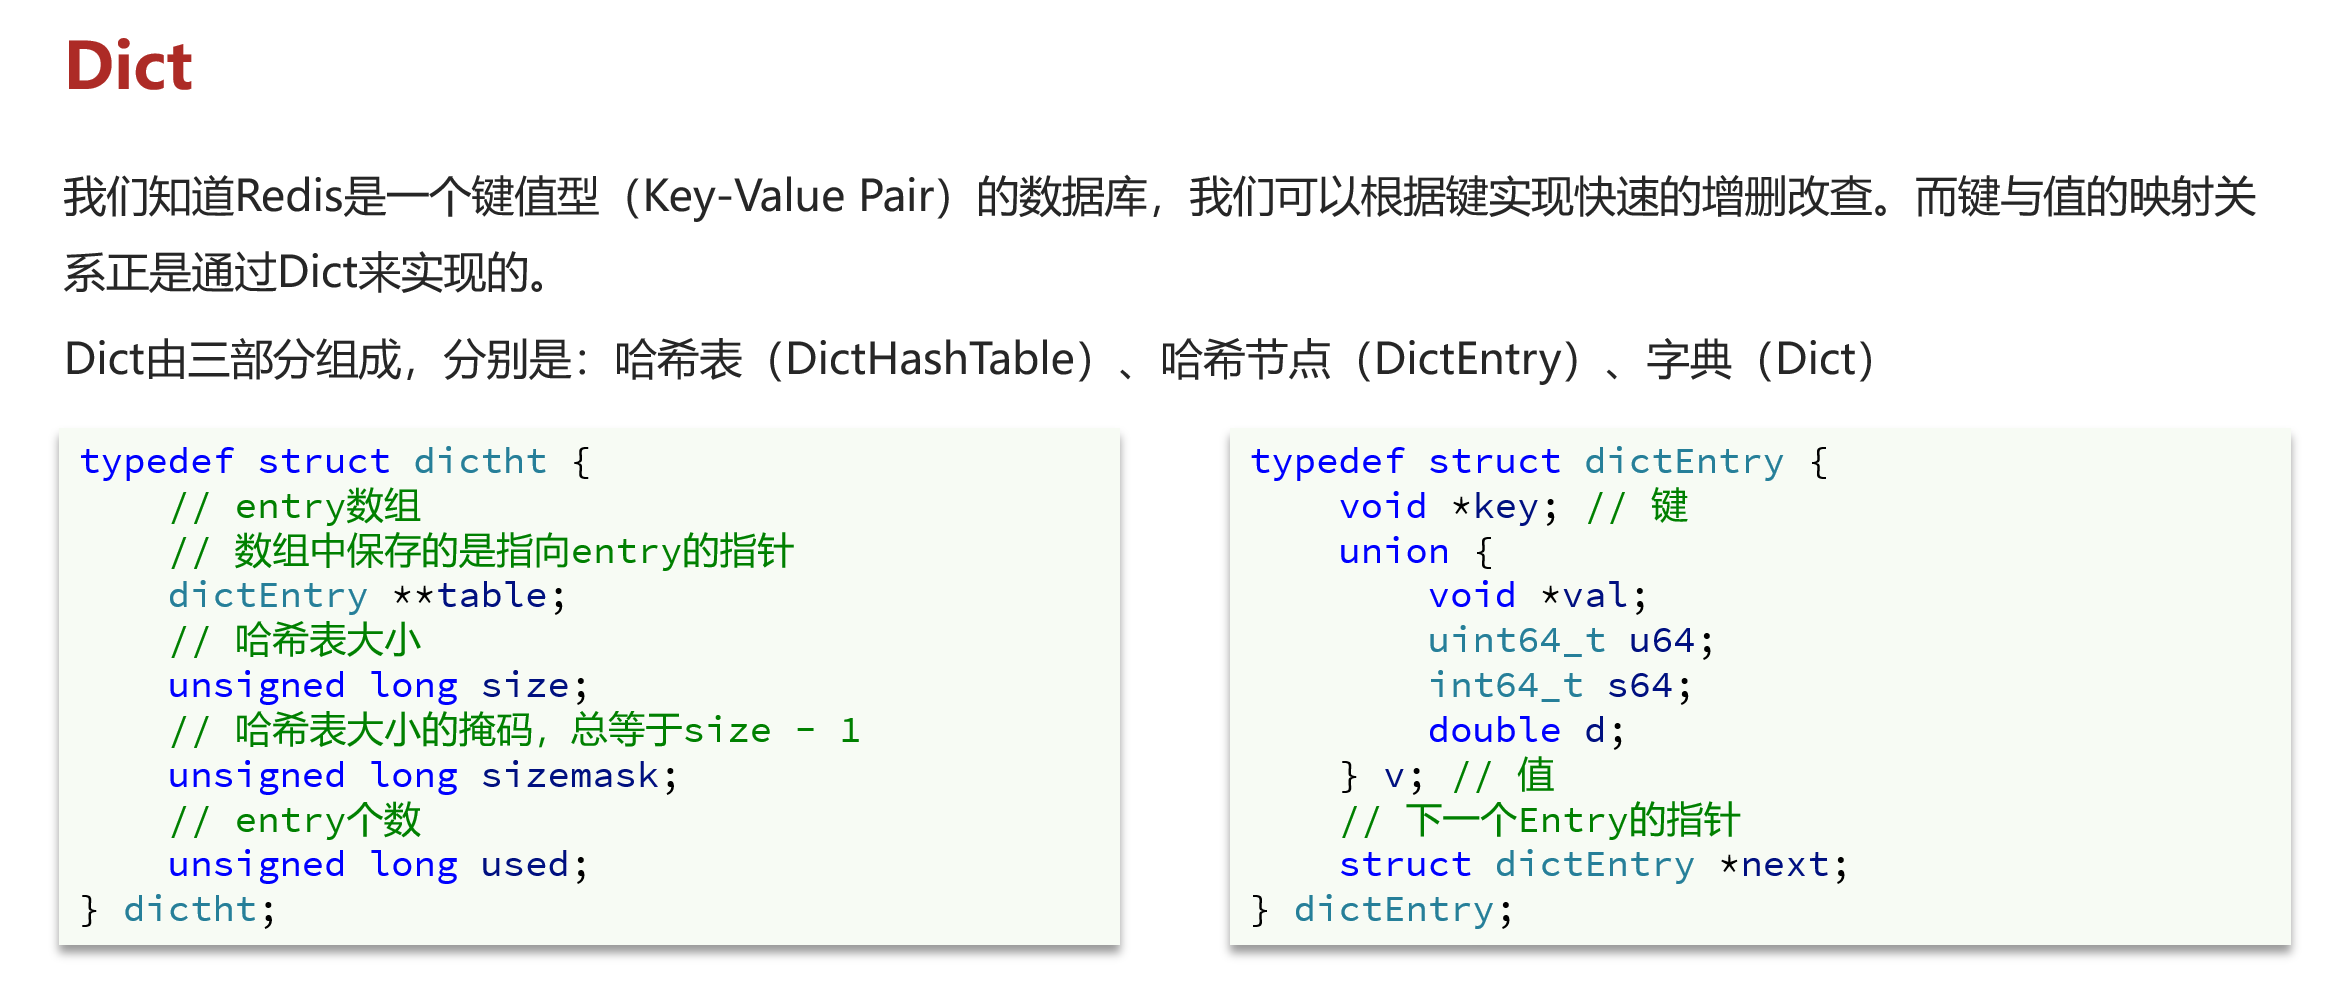 Dict
我们知道Redis是一个键值型（Key-Value Pair）的数据库，我们可以根据键实现快速的增删改查。而键与值的映射关
系正是通过Dict来实现的。
Dict由三部分组成，分别是：哈希表（DictHashTable）、哈希节点（DictEntry）、字典（Dict）
typedef struct dictht {
    // entry数组
    // 数组中保存的是指向entry的指针
    dictEntry **table;
    // 哈希表大小
    unsigned long size;
    // 哈希表大小的掩码，总等于size - 1
    unsigned long sizemask;
    // entry个数
    unsigned long used;
} dictht;
typedef struct dictEntry {
    void *key; // 键
    union {
        void *val;
        uint64_t u64;
        int64_t s64;
        double d;
    } v; // 值
    // 下一个Entry的指针
    struct dictEntry *next;
} dictEntry;